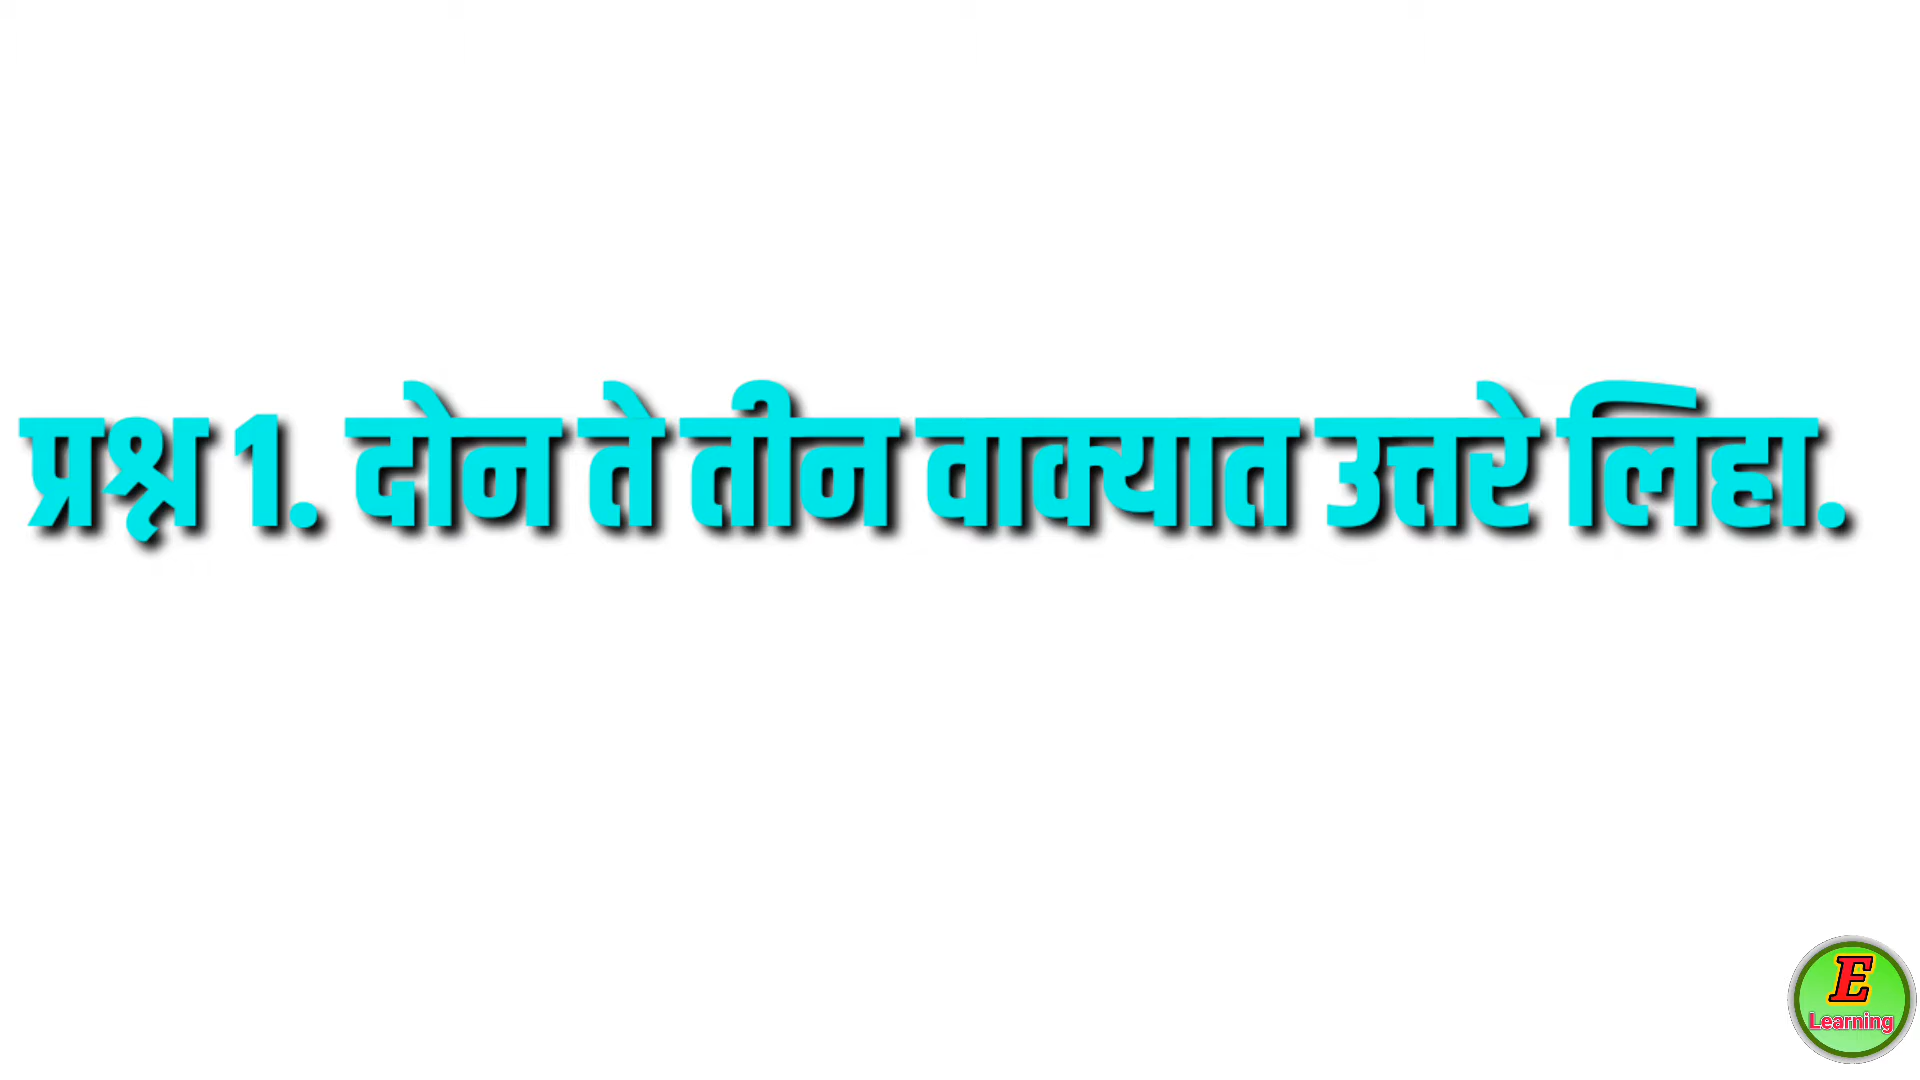 प्रश्न 1. दोन ते तीन वाक्यात उत्तरे लिहा.
E
Learning